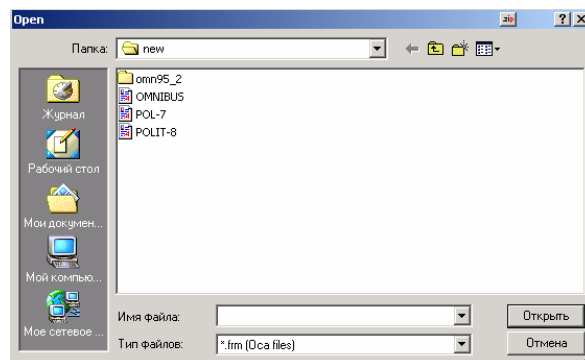 Open
zip
Папка:
new
omn95_2
OMNIBUS
POL-7
POLIT-8
Журнал
Рабочий стол
Мои докумен...
Мой компью...
Мое сетевое ...
Имя файла:
Открыть
Тип файлов:
*.frm (Oca files)
Отмена